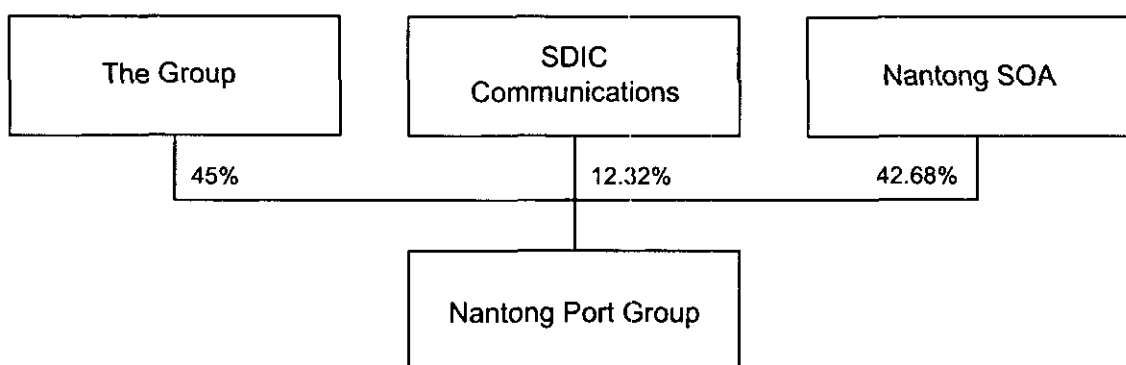 The Group
SDIC
Communications
Nantong SOA
45%
12.32%
42.68%
Nantong Port Group